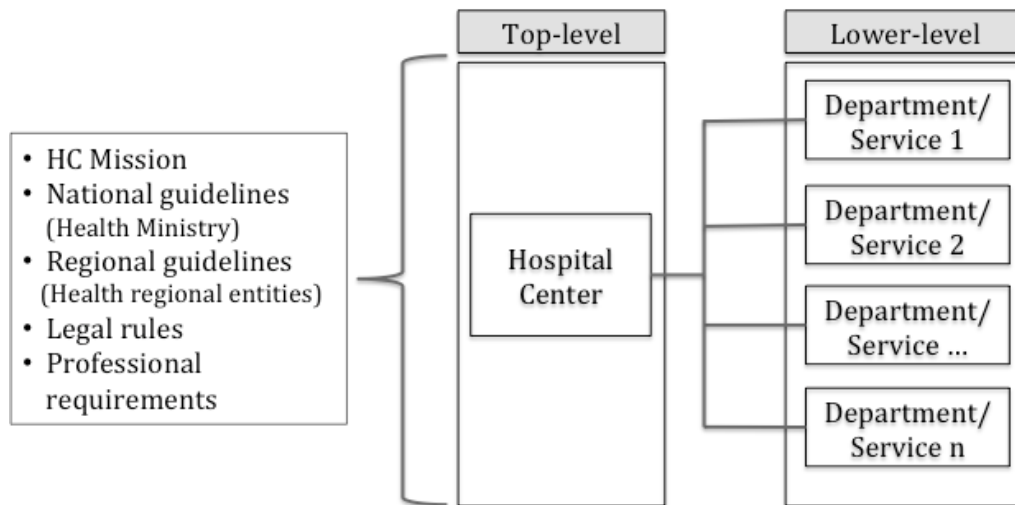 Top-level
Lower-level
• HC Mission
• National guidelines
(Health Ministry)
• Regional guidelines
(Health regional entities)
• Legal rules
• Professional
requirements
Hospital
Center
Department/
Service 1
Department/
Service 2
Department/
Service ...
Department/
Service n